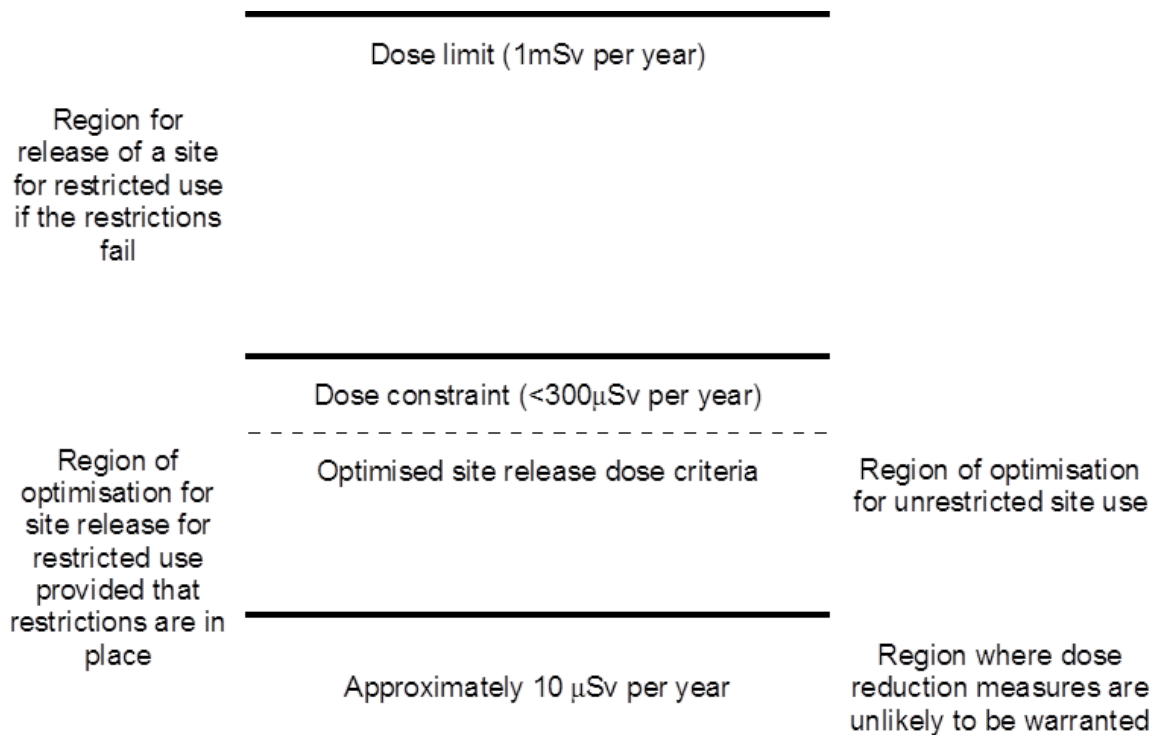 Dose limit (1mSv per year)
Region for
release of a site
for restricted use
if the restrictions
fail
Dose constraint (<300μSv per year)
Optimised site release dose criteria
Region of
optimisation for
site release for
restricted use
provided that
restrictions are in
place
Region of optimisation
for unrestricted site use
Approximately 10 μSv per year
Region where dose
reduction measures are
unlikely to be warranted